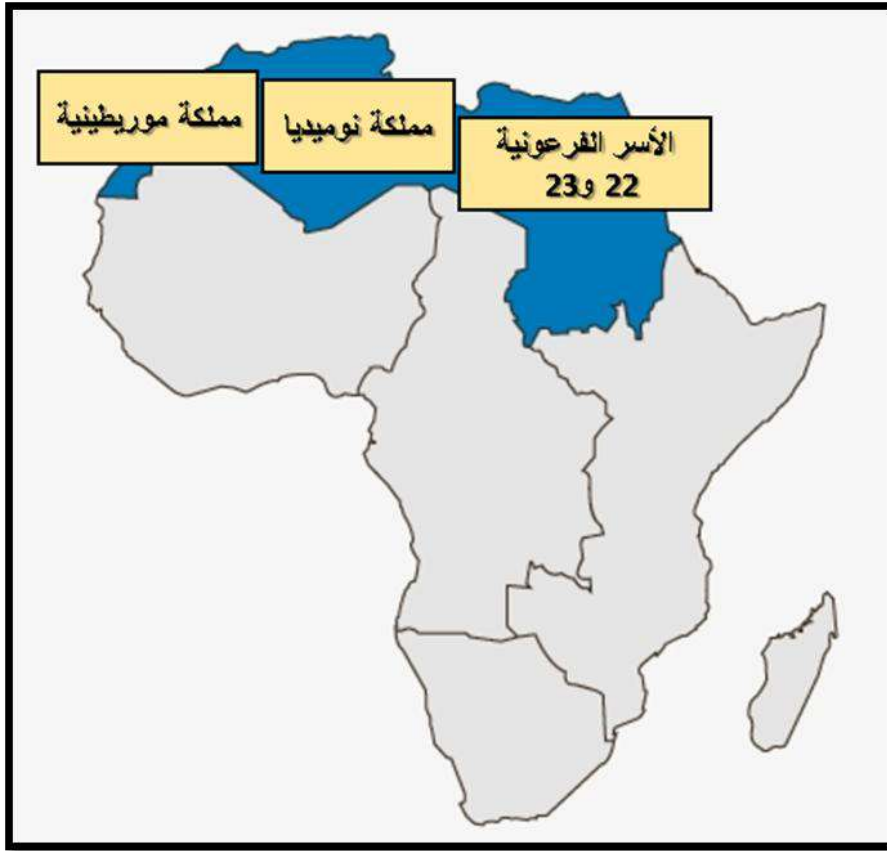 مملكة موريطينية
مملكة نوميديا
الأسر الفرعونية
22 و23